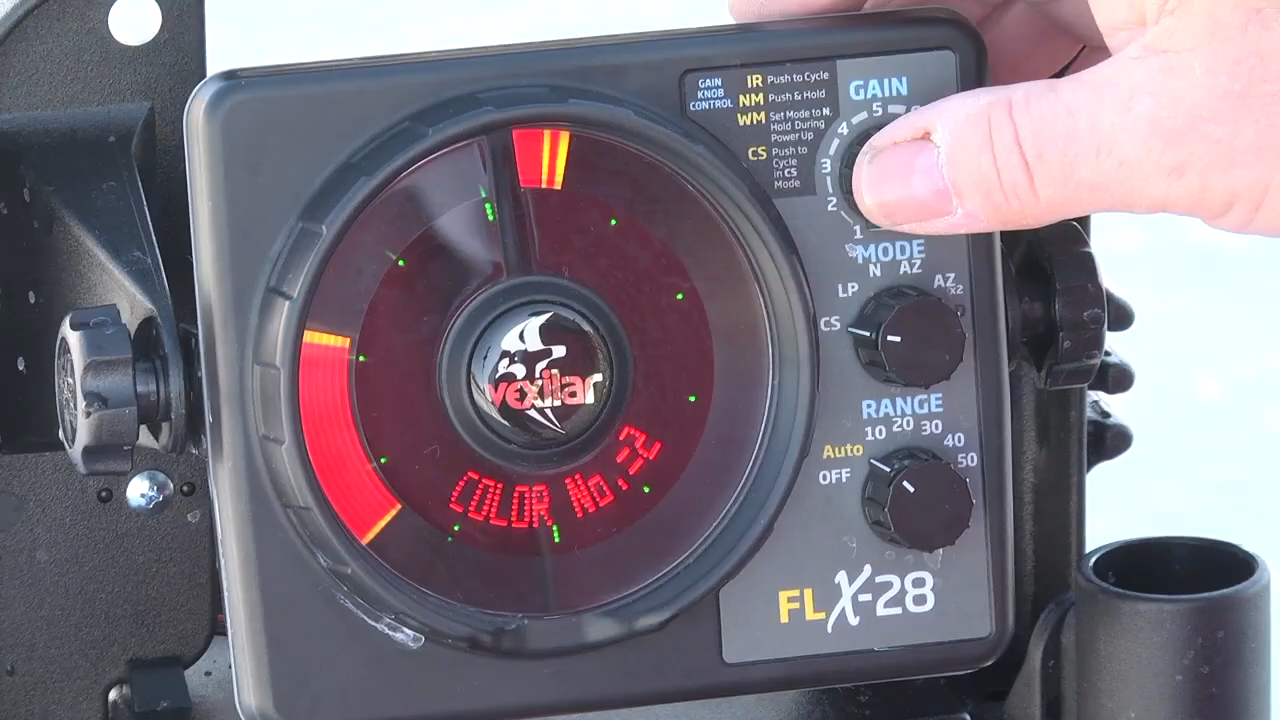 GAIN
KNOB
CONTROL
IR Push to Cycle
NM Push & Hold
WM Set Mode to N,
Hold During
Power Up
CS Push to
Cycle
in CS
Mode
GAIN
5
4
3
2
1
MODE
N AZ
LP AZ x2
CS
RANGE
10 20 30 40 50
Auto
OFF
vexilar
COLOR No.-2
FLX-28